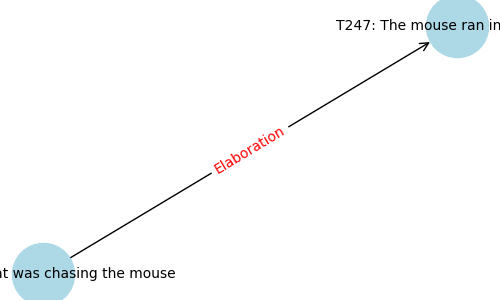 T247: The mouse ran in
Elaboration
at was chasing the mouse